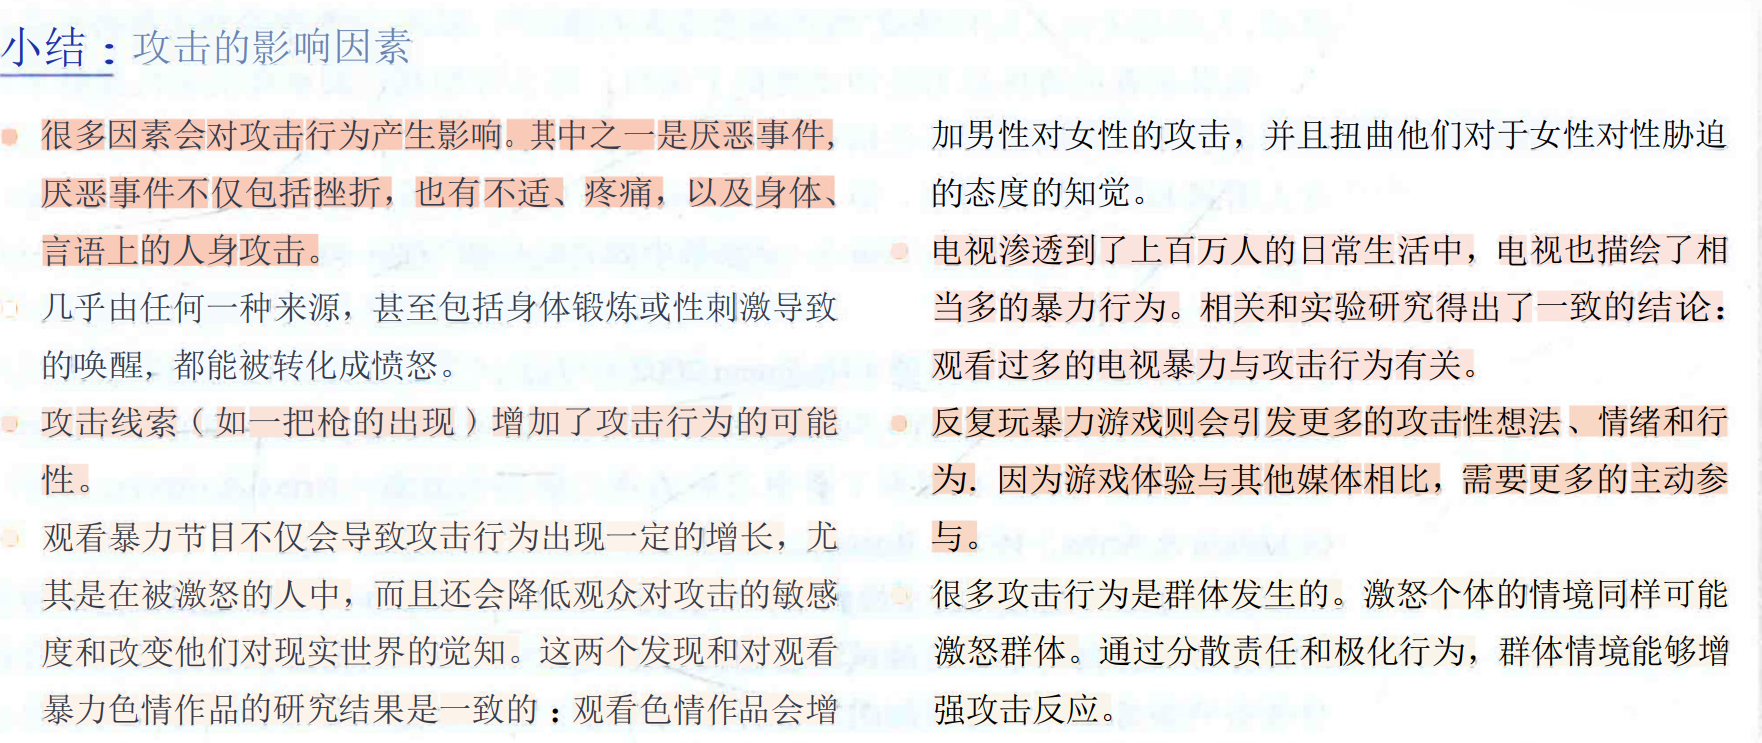 小结：攻击的影响因素
很多因素会对攻击行为产生影响。其中之一是厌恶事件，
厌恶事件不仅包括挫折，也有不适、疼痛，以及身体、
言语上的人身攻击。
几乎由任何一种来源，甚至包括身体锻炼或性刺激导致
的唤醒，都能被转化成愤怒。
攻击线索（如一把枪的出现）增加了攻击行为的可能
性。
观看暴力节目不仅会导致攻击行为出现一定的增长，尤
其是在被激怒的人中，而且还会降低观众对攻击的敏感
度和改变他们对现实世界的觉知。这两个发现和对观看
暴力色情作品的研究结果是一致的：观看色情作品会增
加男性对女性的攻击，并且扭曲他们对于女性对性胁迫
的态度的知觉。
电视渗透到了上百万人的日常生活中，电视也描绘了相
当多的暴力行为。相关和实验研究得出了一致的结论：
观看过多的电视暴力与攻击行为有关。
反复玩暴力游戏则会引发更多的攻击性想法、情绪和行
为．因为游戏体验与其他媒体相比，需要更多的主动参
与。
很多攻击行为是群体发生的。激怒个体的情境同样可能
激怒群体。通过分散责任和极化行为，群体情境能够增
强攻击反应。